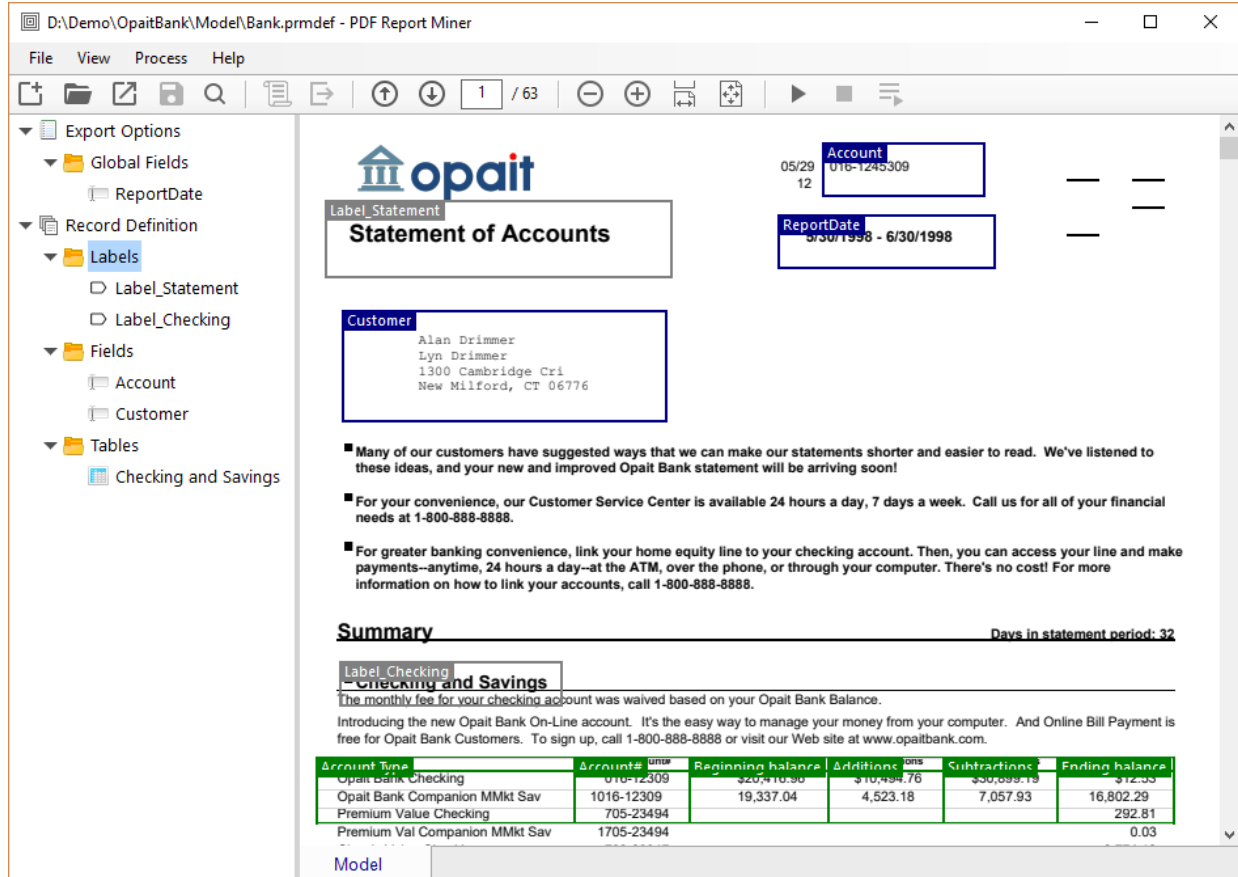 D:\Demo\OpaitBank\Model\Bank.prmdef - PDF Report Miner
File View Process Help
1 / 63
Export Options
Global Fields
ReportDate
Record Definition
Labels
Label_Statement
Label_Checking
Fields
Account
Customer
Tables
Checking and Savings
opait
05/29
12
Account
016-1245309
Label_Statement
Statement of Accounts
ReportDate
5/30/1998 - 6/30/1998
Customer
Alan Drimmer
Lyn Drimmer
1300 Cambridge Cri
New Milford, CT 06776
Many of our customers have suggested ways that we can make our statements shorter and easier to read. We've listened to
these ideas, and your new and improved Opait Bank statement will be arriving soon!
For your convenience, our Customer Service Center is available 24 hours a day, 7 days a week. Call us for all of your financial
needs at 1-800-888-8888.
For greater banking convenience, link your home equity line to your checking account. Then, you can access your line and make
payments--anytime, 24 hours a day--at the ATM, over the phone, or through your computer. There's no cost! For more
information on how to link your accounts, call 1-800-888-8888.
Summary Days in statement period: 32
Label_Checking
Checking and Savings
The monthly fee for your checking account was waived based on your Opait Bank Balance.
Introducing the new Opait Bank On-Line account. It's the easy way to manage your money from your computer. And Online Bill Payment is
free for Opait Bank Customers. To sign up, call 1-800-888-8888 or visit our Web site at www.opaitbank.com.
Account Type Account# Beginning balance Additions Subtractions Ending balance
Opait Bank Checking 016-12309 $20,416.96 $10,494.76 $30,899.19 $12.53
Opait Bank Companion MMkt Sav 1016-12309 19,337.04 4,523.18 7,057.93 16,802.29
Premium Value Checking 705-23494 292.81
Premium Val Companion MMkt Sav 1705-23494 0.03
Model